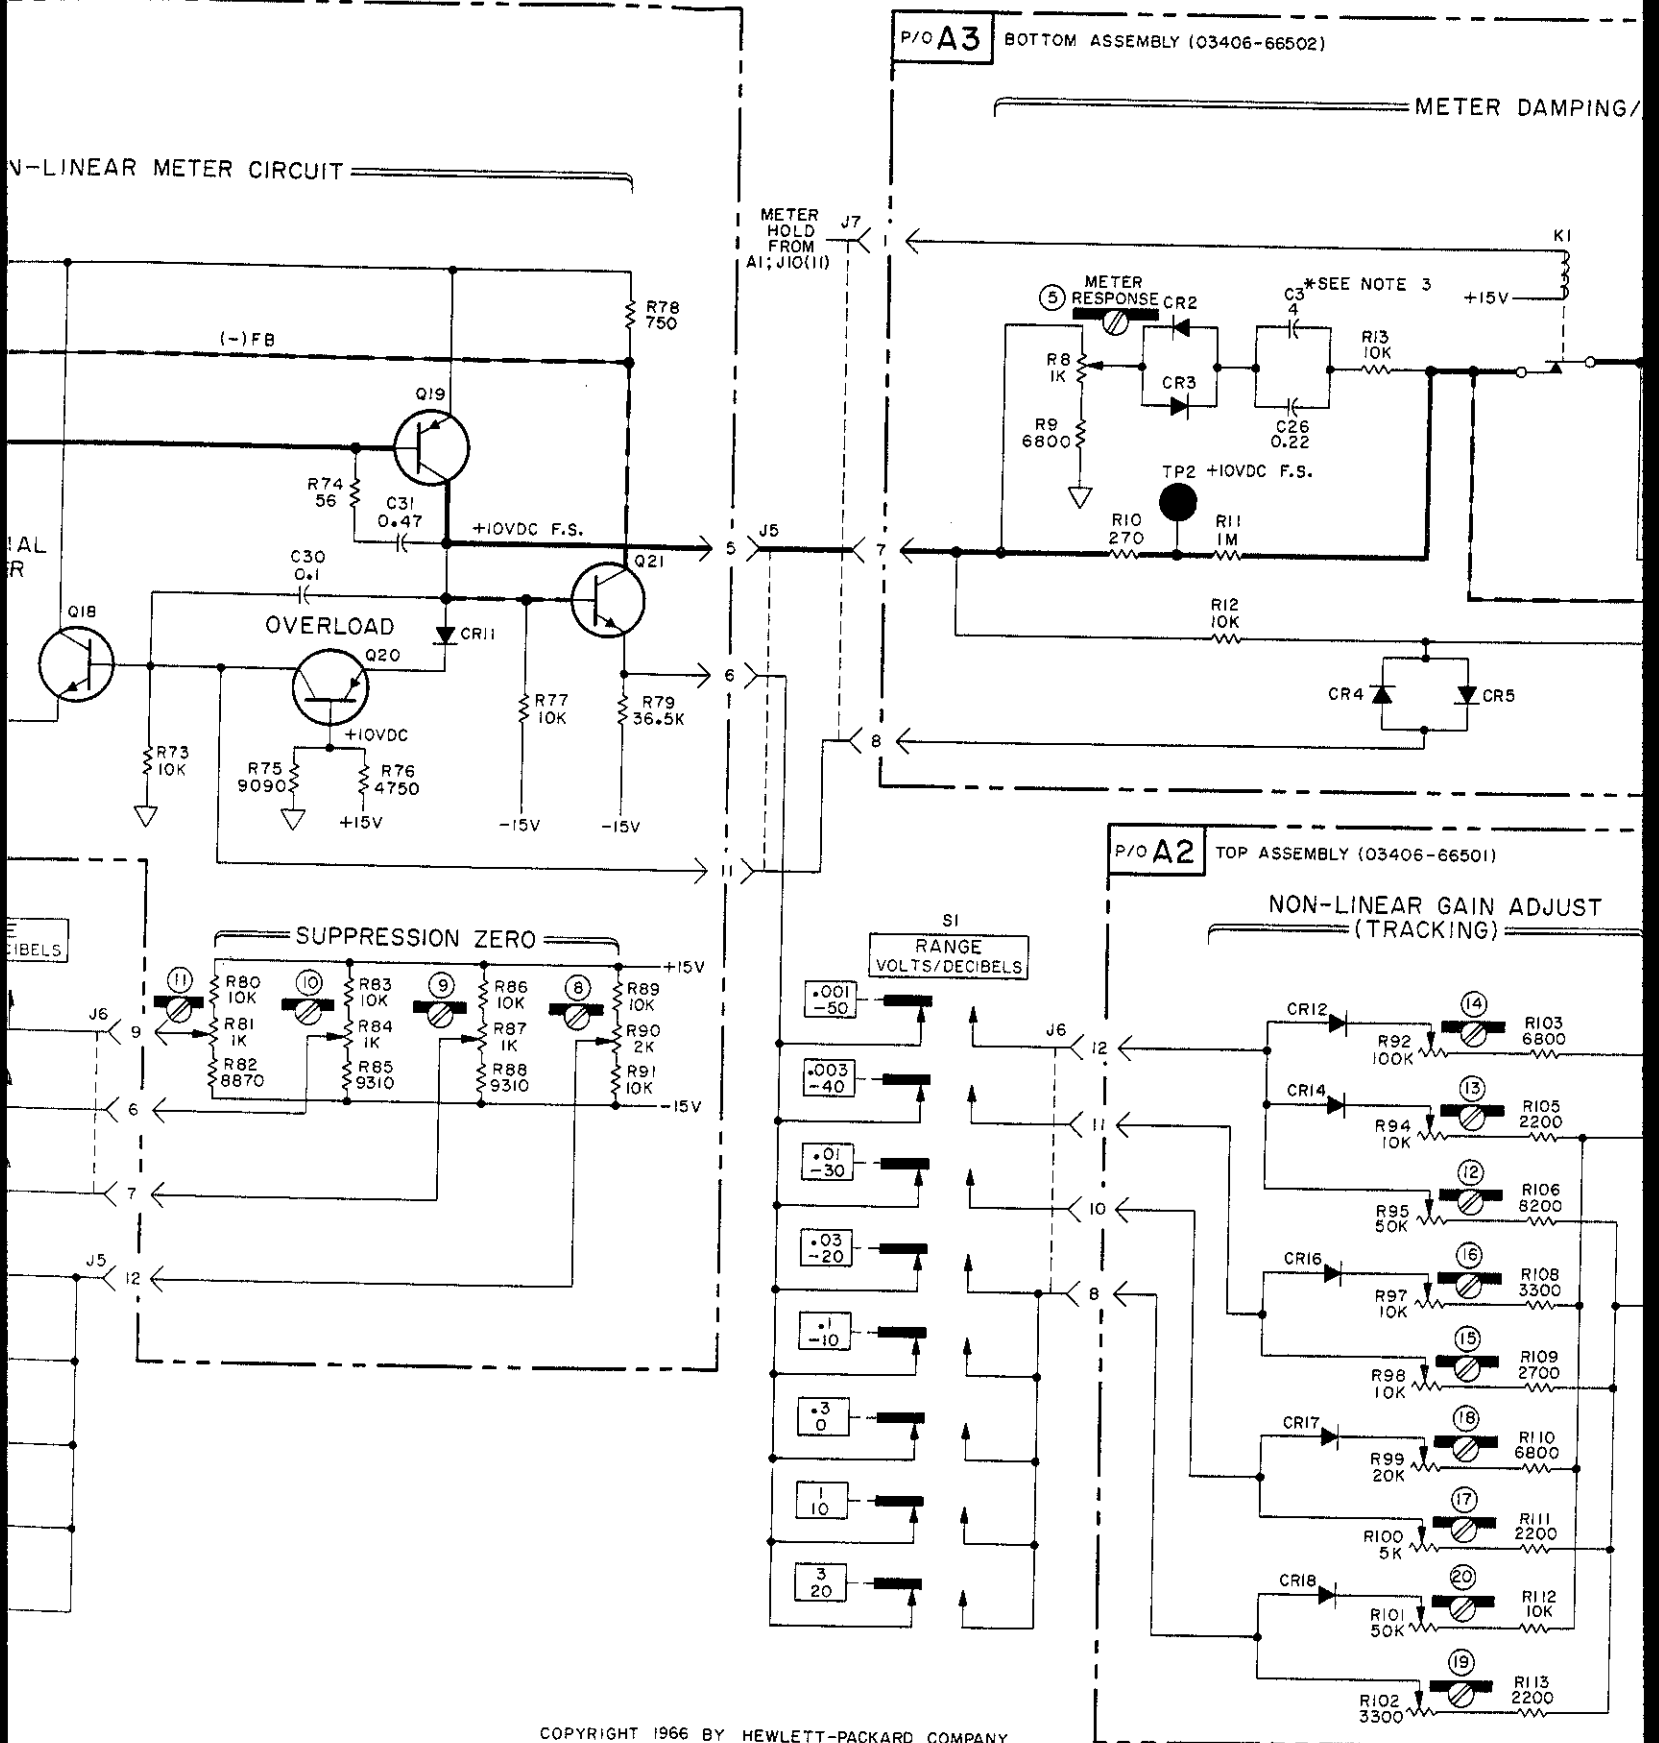 P/O A3 BOTTOM ASSEMBLY (03406-66502)
METER DAMPING/
N-LINEAR METER CIRCUIT
METER
HOLD
FROM
A1; J10(11)
J7
1
K1
+15V
5
METER
RESPONSE
CR2
C3
4
*SEE NOTE 3
R13
10K
R8
1K
CR3
R9
6800
C26
0.22
TP2 +10VDC F.S.
R10
270
R11
1M
R12
10K
CR4
CR5
7
8
R78
750
(-)FB
Q19
R74
56
C31
0.47
+10VDC F.S.
5
J5
Q21
IAL
R
C30
0.1
OVERLOAD
Q18
Q20
CR11
6
R77
10K
R79
36.5K
R73
10K
+10VDC
R75
9090
R76
4750
+15V
-15V
-15V
11
P/O A2 TOP ASSEMBLY (03406-66501)
NON-LINEAR GAIN ADJUST
(TRACKING)
E
CIBELS
SUPPRESSION ZERO
+15V
11
R80
10K
10
R83
10K
9
R86
10K
8
R89
10K
J6
9
R81
1K
R84
1K
R87
1K
R90
2K
R82
8870
R85
9310
R88
9310
R91
10K
-15V
6
7
J5
12
S1
RANGE
VOLTS/DECIBELS
.001
-50
.003
-40
.01
-30
.03
-20
.1
-10
.3
0
1
10
3
20
J6
12
11
10
8
CR12
14
R92
100K
R103
6800
CR14
13
R94
10K
R105
2200
12
R95
50K
R106
8200
CR16
16
R97
10K
R108
3300
15
R98
10K
R109
2700
CR17
18
R99
20K
R110
6800
17
R100
5K
R111
2200
CR18
20
R101
50K
R112
10K
19
R102
3300
R113
2200
COPYRIGHT 1966 BY HEWLETT-PACKARD COMPANY